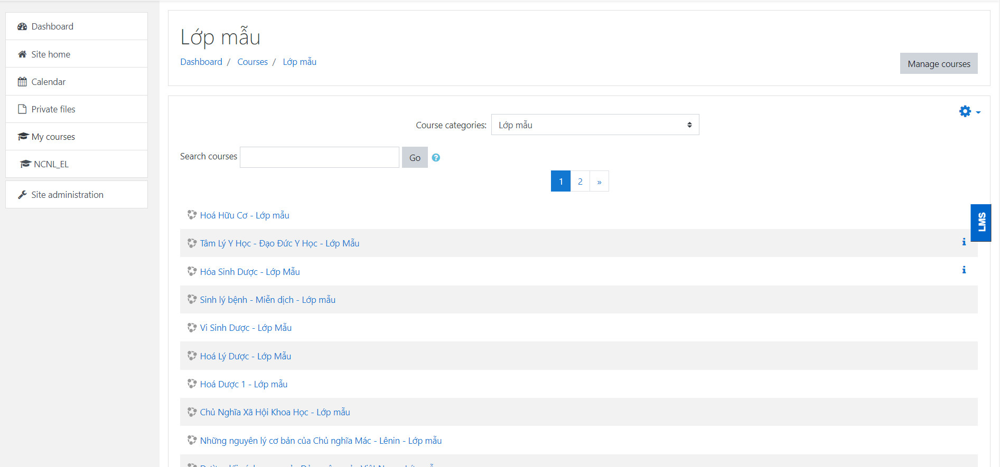 Dashboard
Site home
Calendar
Private files
My courses
NCNL_EL
Site administration
Lớp mẫu
Dashboard / Courses / Lớp mẫu
Manage courses
Course categories: Lớp mẫu
Search courses Go
1 2 »
LMS
Hoá Hữu Cơ - Lớp mẫu
Tâm Lý Y Học - Đạo Đức Y Học - Lớp Mẫu
Hóa Sinh Dược - Lớp Mẫu
Sinh lý bệnh - Miễn dịch - Lớp mẫu
Vi Sinh Dược - Lớp Mẫu
Hoá Lý Dược - Lớp Mẫu
Hoá Dược 1 - Lớp mẫu
Chủ Nghĩa Xã Hội Khoa Học - Lớp mẫu
Những nguyên lý cơ bản của Chủ nghĩa Mác - Lênin - Lớp mẫu